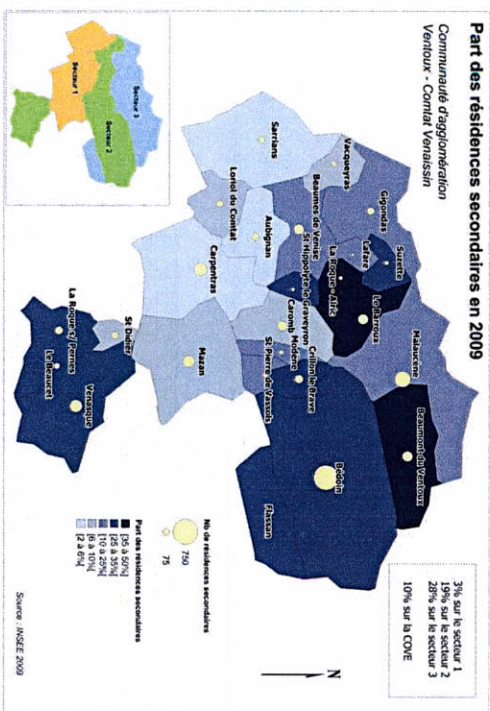 Part des résidences secondaires en 2009
Communauté d'agglomération
Ventoux - Comtat Venaissin
3% sur le secteur 1
19% sur le secteur 2
28% sur le secteur 3
10% sur la COVE
N
Malaucène
Beaumont du Ventoux
Suzette
Lafare
Gigondas
Le Barroux
La Roque - Alric
Vacqueyras
Beaumes de Venise
St Hippolyte le Graveyron
Crillon le Brave
Bédoin
Caromb
Modène
St Pierre de Vassols
Sarrians
Aubignan
Loriol du Comtat
Carpentras
Mazan
Flassan
St Didier
La Roque s/ Pernes
Le Beaucet
Venasque
Secteur 3
Secteur 1
Secteur 2
Nb de résidences secondaires
750
75
Part des résidences secondaires
[35 à 50%]
[25 à 35%[
[10 à 25%[
[6 à 10%[
[2 à 6%[
Source : INSEE 2009